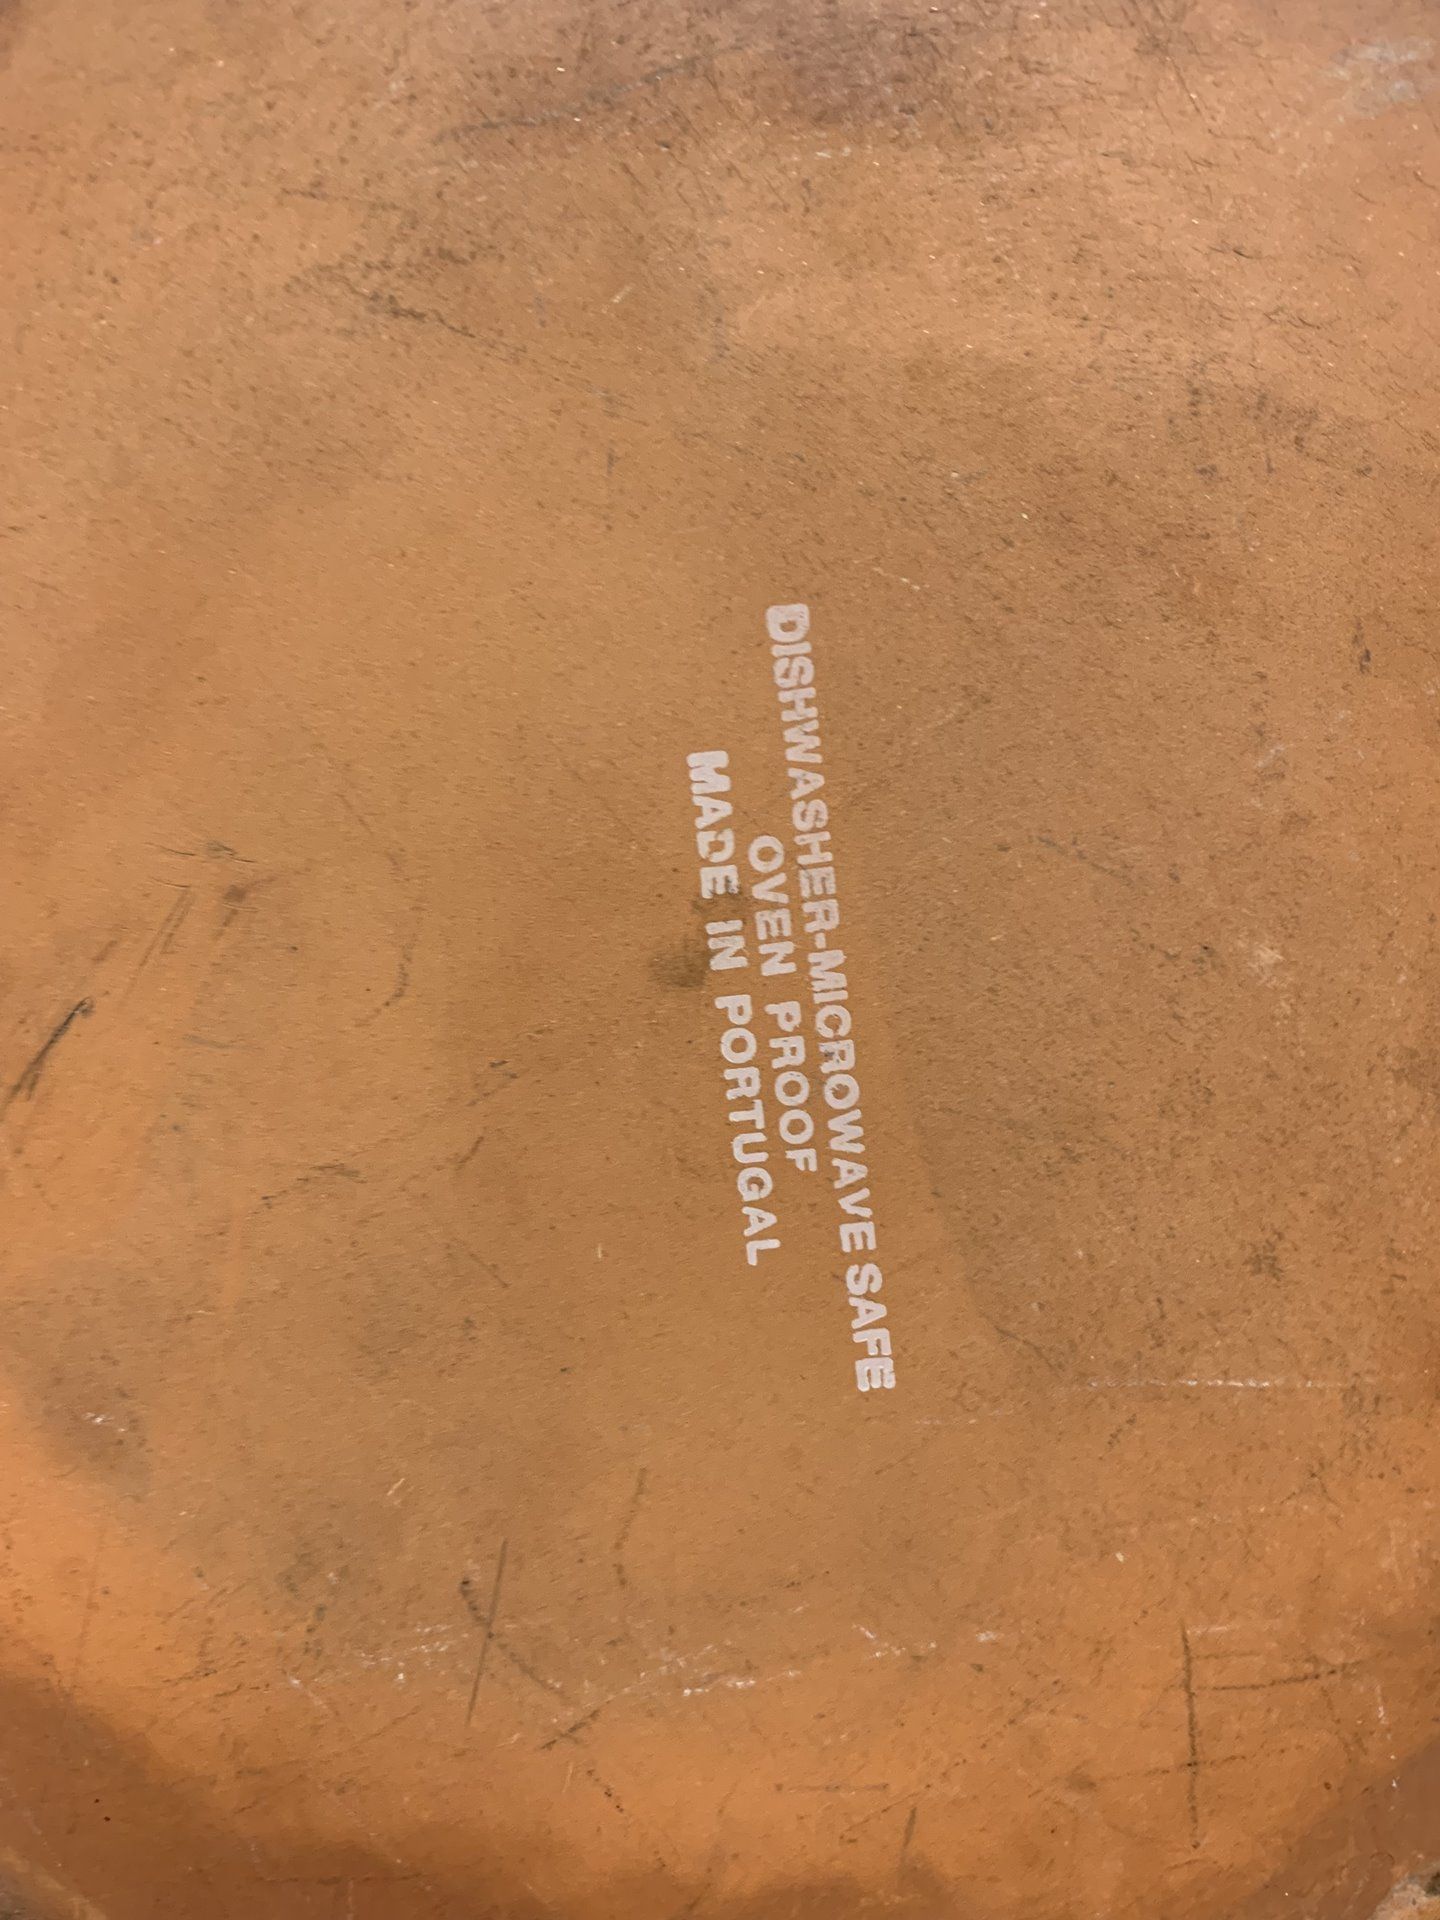 DISHWASHER-MICROWAVE SAFE
OVEN PROOF
MADE IN PORTUGAL